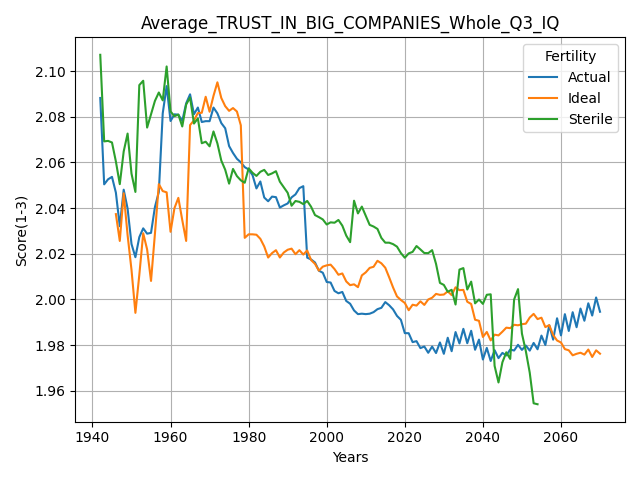 Average_TRUST_IN_BIG_COMPANIES_Whole_Q3_IQ
Fertility
Actual
Ideal
Sterile
Score(1-3)
2.10
2.08
2.06
2.04
2.02
2.00
1.98
1.96
1940
1960
1980
2000
2020
2040
2060
Years